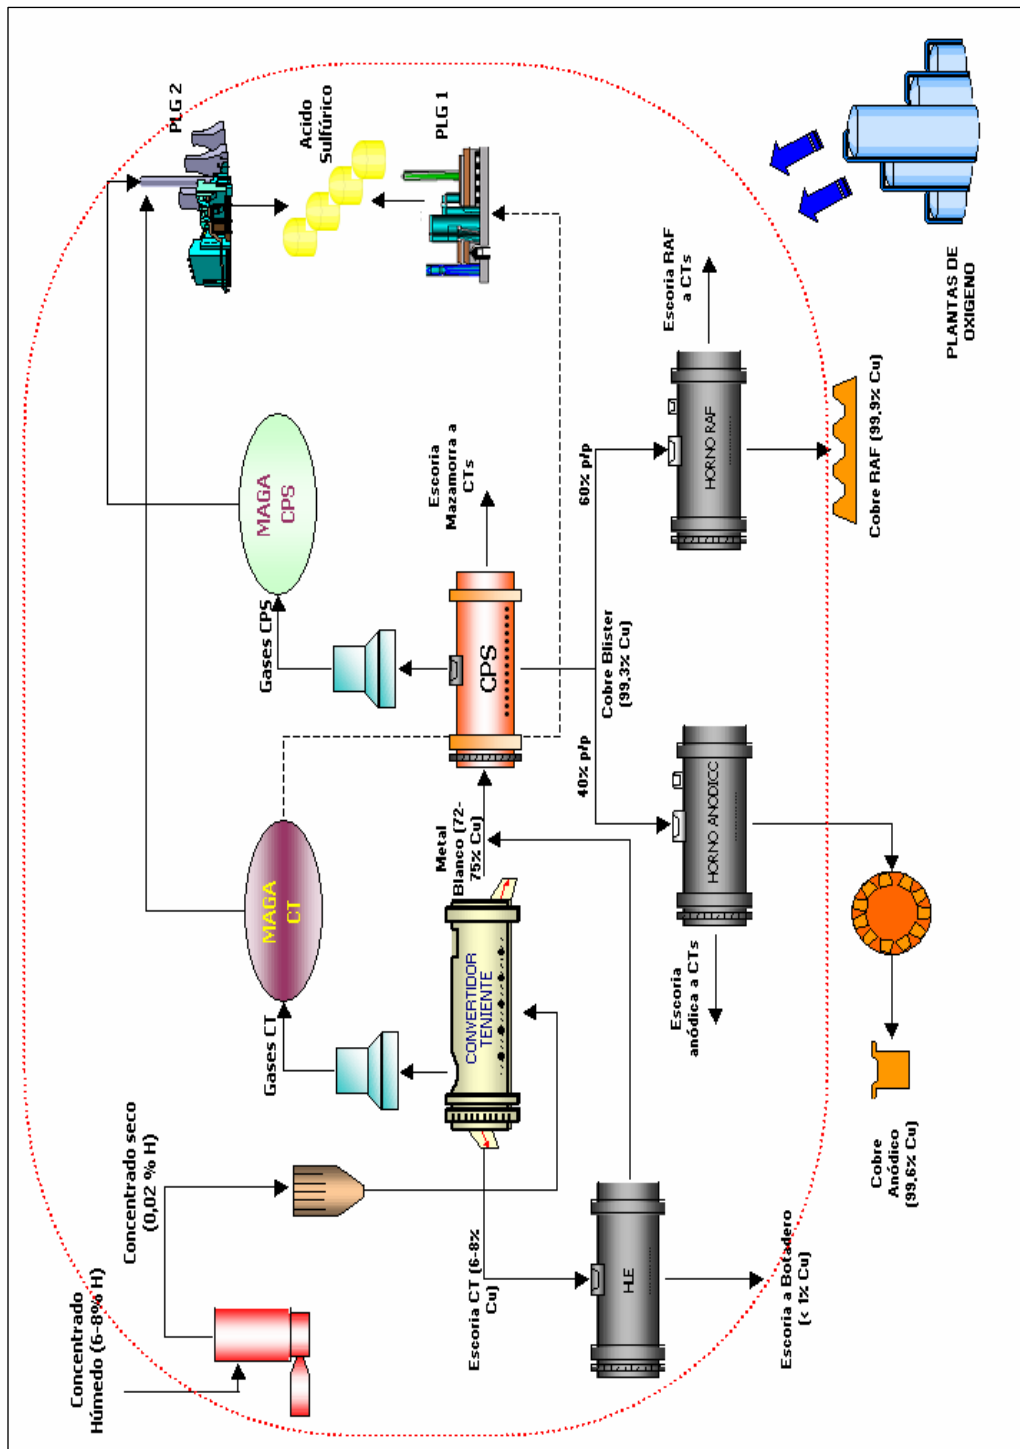 Concentrado
Húmedo (6-8% H)
Concentrado seco
(0,02 % H)
Gases CT
MAGA
CT
Gases CPS
MAGA
CPS
PLG 2
Acido
Sulfúrico
PLG 1
CONVERTIDOR
TENIENTE
Metal
Blanco (72-
75% Cu)
CPS
Escoria
Mazamorra a
CTs
Escoria CT (6-8%
Cu)
HLE
Escoria a Botadero
(< 1% Cu)
Cobre Blister
(99,3% Cu)
40% p/p
60% p/p
HORNO ANODICC
Escoria
anódica a CTs
HORNO RAF
Escoria RAF
a CTs
Cobre
Anódico
(99,6% Cu)
Cobre RAF (99,9% Cu)
PLANTAS DE
OXIGENO